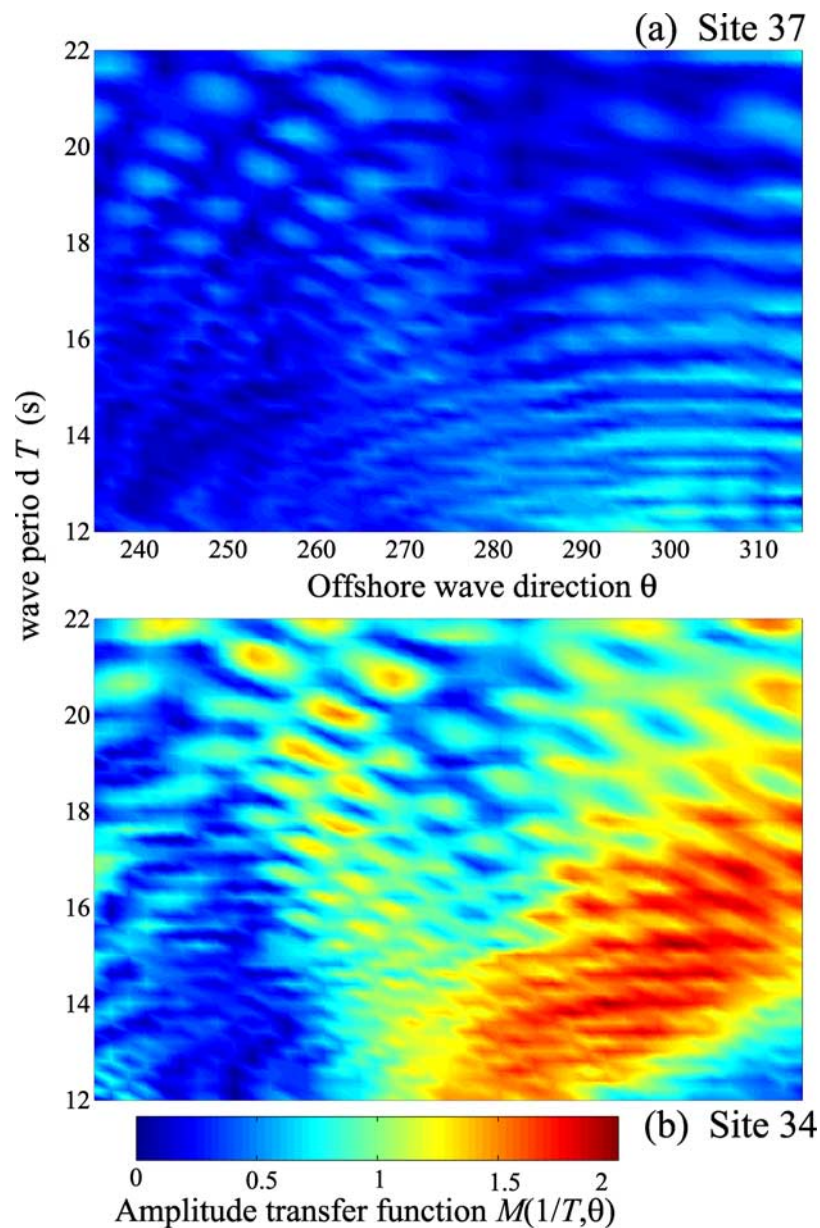 (a) Site 37
22
20
18
16
14
12
240 250 260 270 280 290 300 310
Offshore wave direction θ
wave perio d T (s)
22
20
18
16
14
12
(b) Site 34
0 0.5 1 1.5 2
Amplitude transfer function M(1/T,θ)